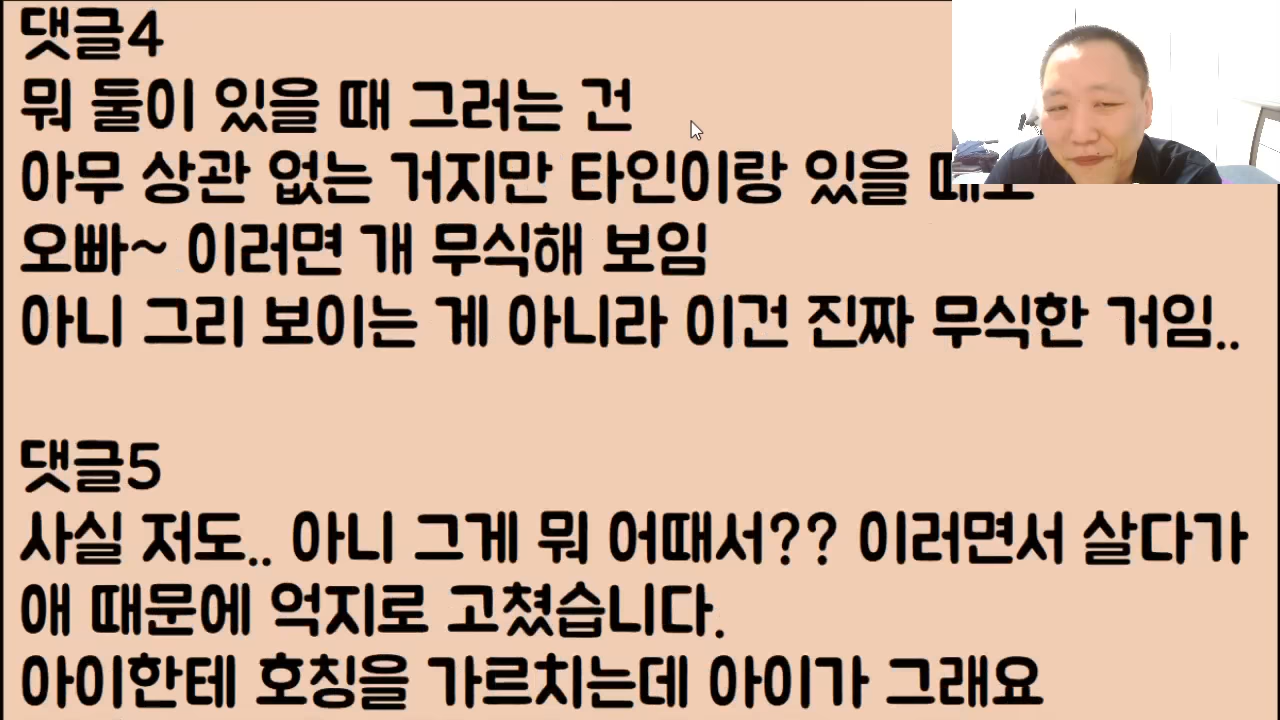 댓글4
뭐 둘이 있을 때 그러는 건
아무 상관 없는 거지만 타인이랑 있을
오빠~ 이러면 개 무식해 보임
아니 그리 보이는 게 아니라 이건 진짜 무식한 거임..
댓글5
사실 저도.. 아니 그게 뭐 어때서?? 이러면서 살다가
애 때문에 억지로 고쳤습니다.
아이한테 호칭을 가르치는데 아이가 그래요